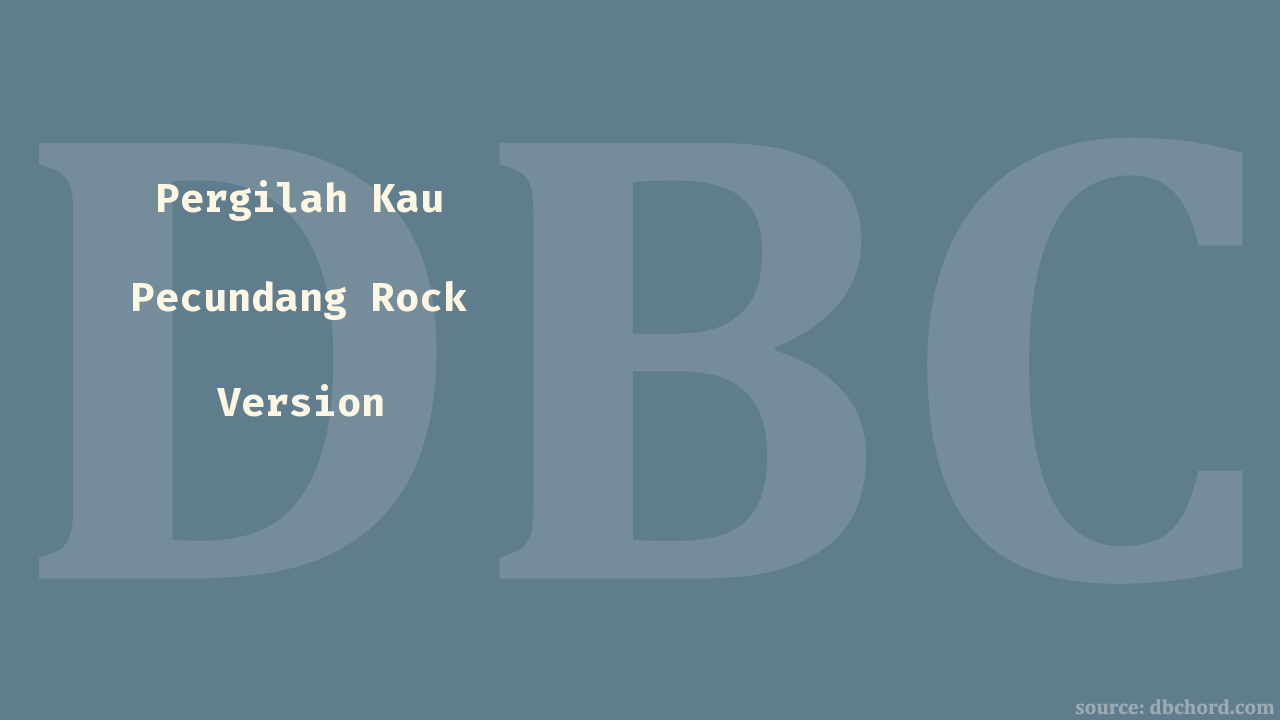 DBC
Pergilah Kau
Pecundang Rock
Version
source: dbchord.com